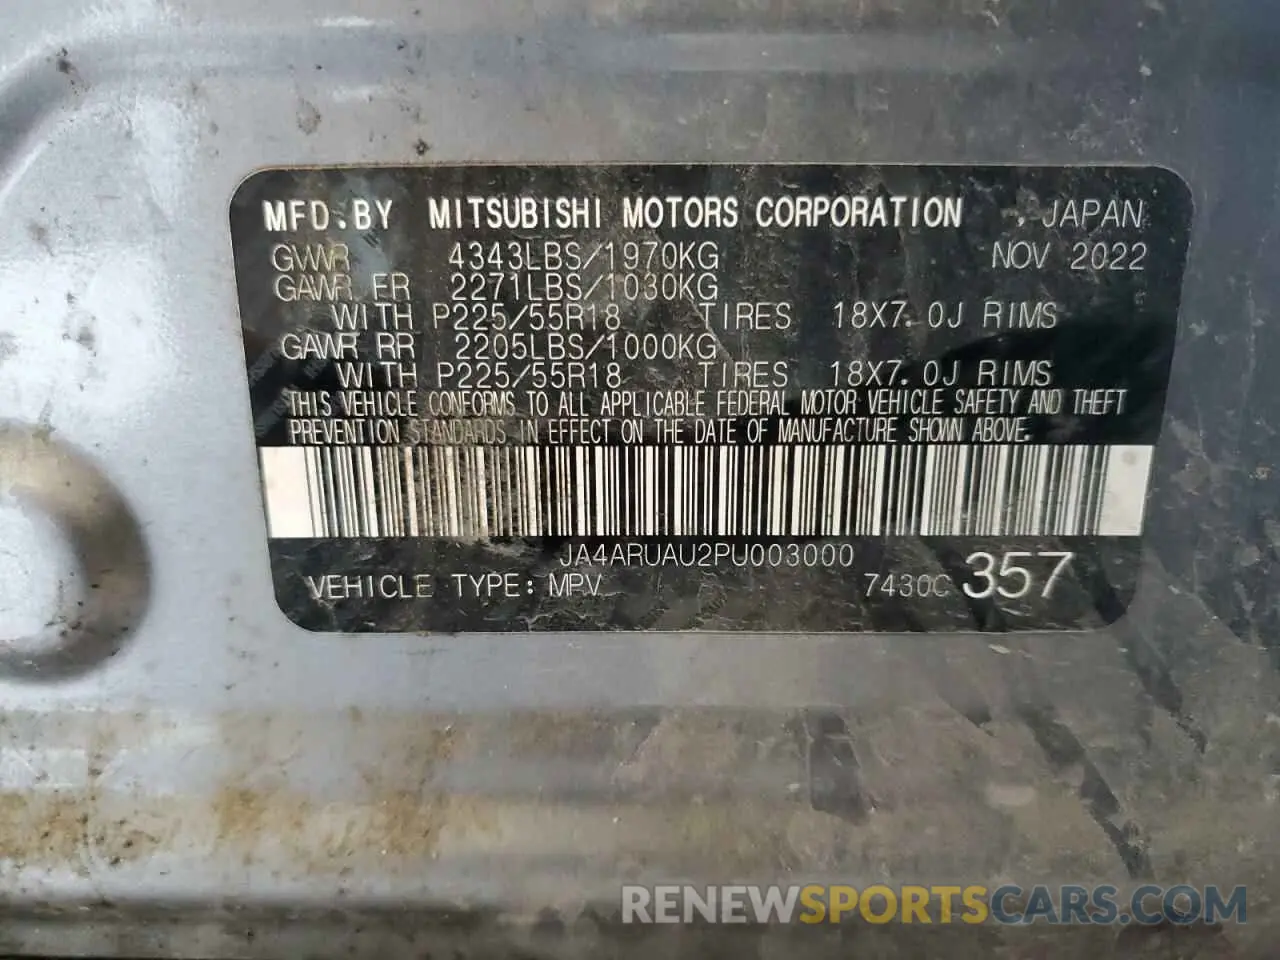 MFD.BY MITSUBISHI MOTORS CORPORATION , JAPAN
GVWR 4343LBS/1970KG NOV 2022
GAWR FR 2271LBS/1030KG
WITH P225/55R18 TIRES 18X7.0J RIMS
GAWR RR 2205LBS/1000KG
WITH P225/55R18 TIRES 18X7.0J RIMS
THIS VEHICLE CONFORMS TO ALL APPLICABLE FEDERAL MOTOR VEHICLE SAFETY AND THEFT
PREVENTION STANDARDS IN EFFECT ON THE DATE OF MANUFACTURE SHOWN ABOVE.
JA4ARUAU2PU003000
VEHICLE TYPE: MPV 7430C 357
RENEWSPORTSCARS.COM